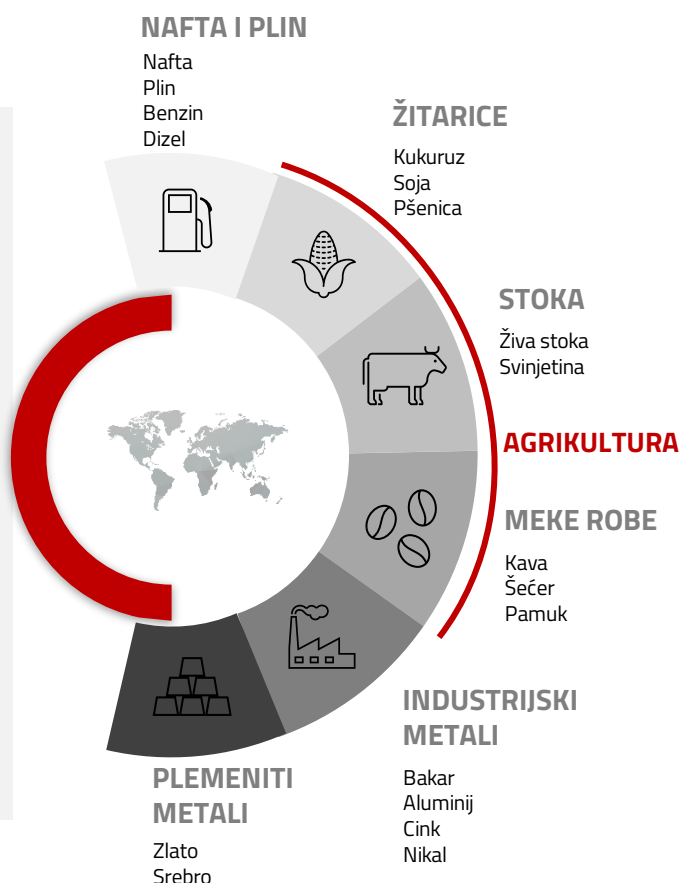 NAFTA I PLIN
Nafta
Plin
Benzin
Dizel
ŽITARICE
Kukuruz
Soja
Pšenica
STOKA
Živa stoka
Svinjetina
AGRIKULTURA
MEKE ROBE
Kava
Šećer
Pamuk
INDUSTRIJSKI
METALI
Bakar
Aluminij
Cink
Nikal
PLEMENITI
METALI
Zlato
Srebro